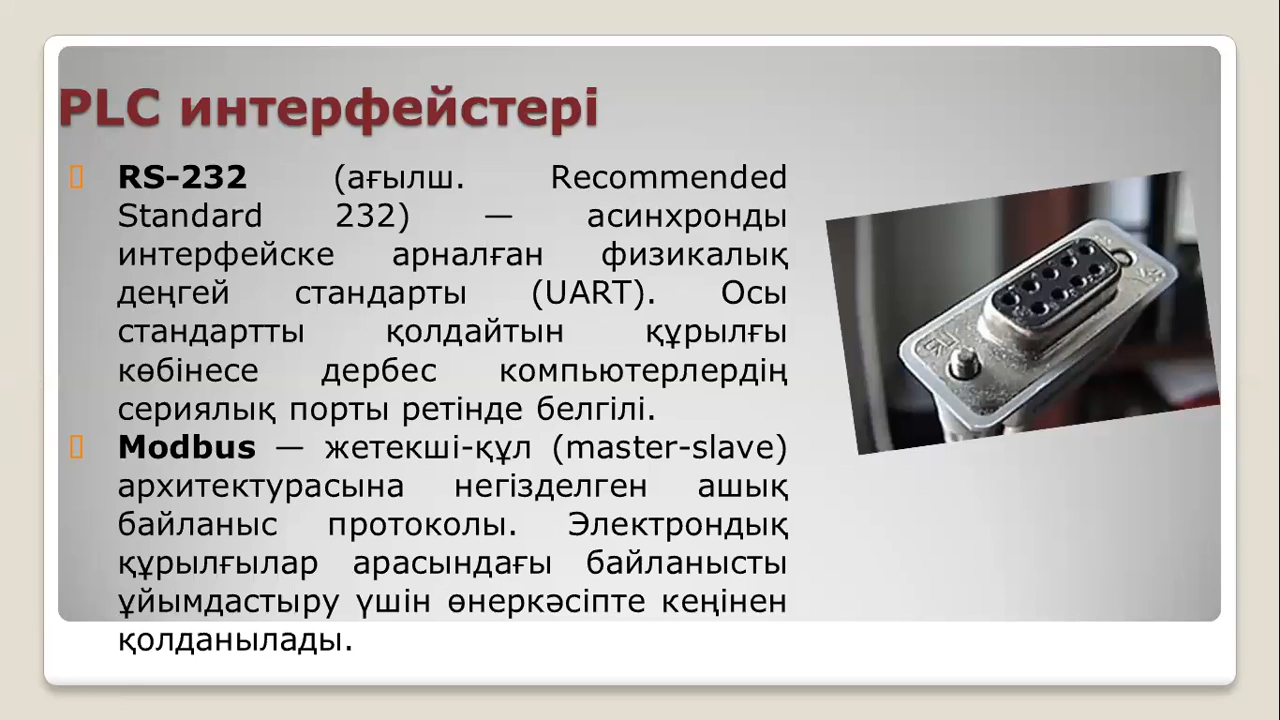 PLC интерфейстері
RS-232 (ағылш. Recommended
Standard 232) — асинхронды
интерфейске арналған физикалық
деңгей стандарты (UART). Осы
стандартты қолдайтын құрылғы
көбінесе дербес компьютерлердің
сериялық порты ретінде белгілі.
Modbus — жетекші-құл (master-slave)
архитектурасына негізделген ашық
байланыс протоколы. Электрондық
құрылғылар арасындағы байланысты
ұйымдастыру үшін өнеркәсіпте кеңінен
қолданылады.